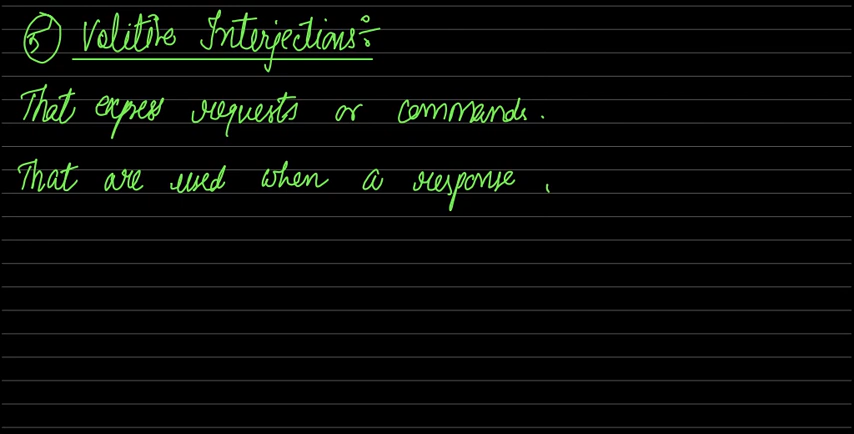 5 Volitive Interjections:
That express requests or commands.
That are used when a response